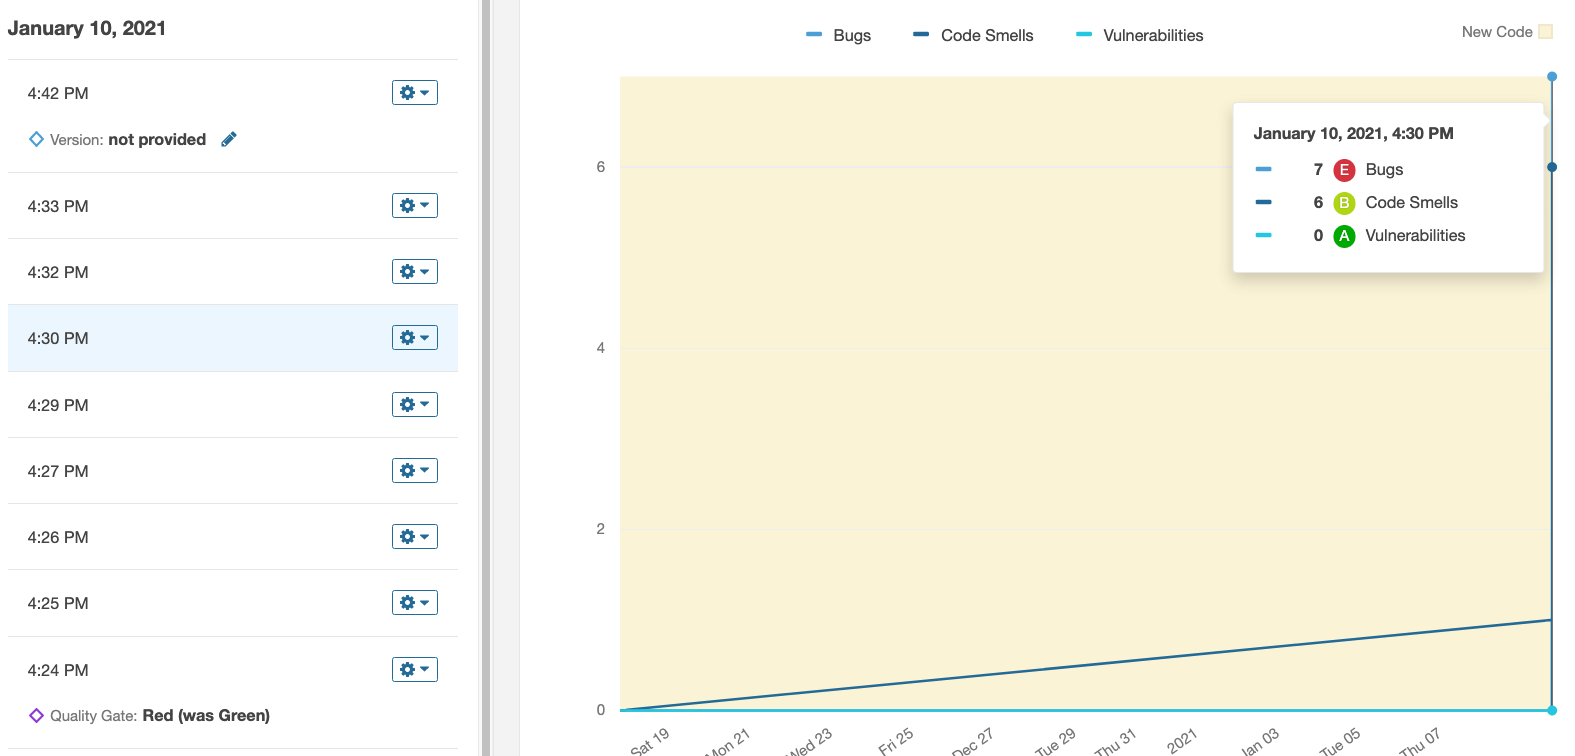 January 10, 2021
4:42 PM
Version: not provided
4:33 PM
4:32 PM
4:30 PM
4:29 PM
4:27 PM
4:26 PM
4:25 PM
4:24 PM
Quality Gate: Red (was Green)
Bugs Code Smells Vulnerabilities
New Code
January 10, 2021, 4:30 PM
7 E Bugs
6 B Code Smells
0 A Vulnerabilities
6
4
2
0
Sat 19 Mon 21 Wed 23 Fri 25 Dec 27 Tue 29 Thu 31 2021 Jan 03 Tue 05 Thu 07